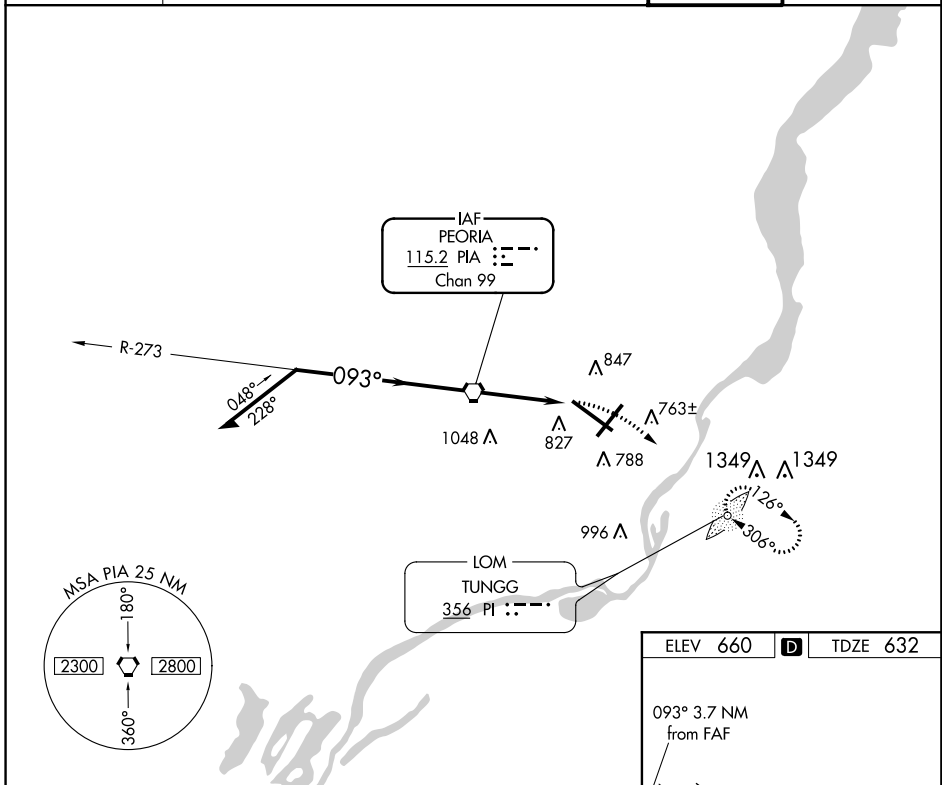 IAF
PEORIA
115.2 PIA
Chan 99
R-273
093°
048°
228°
847
763±
1048
827
788
1349 1349
126°
306°
996
LOM
TUNGG
356 PI
MSA PIA 25 NM
180°
2300 2800
360°
ELEV 660 D TDZE 632
093° 3.7 NM
from FAF